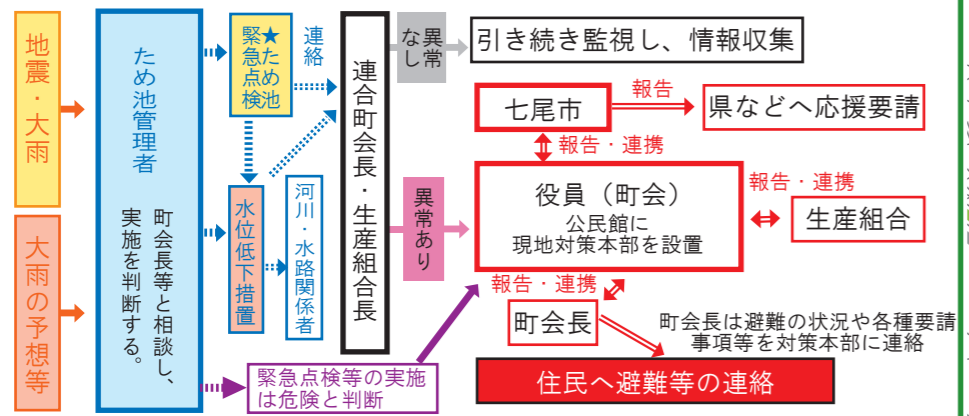 地震・大雨
大雨の予想等
ため池管理者
町会長等と相談し、
実施を判断する。
★ため池
緊急点検
連絡
水位低下措置
河川・水路関係者
緊急点検等の実施
は危険と判断
連合町会長・生産組合長
異常
なし
引き続き監視し、情報収集
異常あり
七尾市
報告
県などへ応援要請
報告・連携
役員（町会）
公民館に
現地対策本部を設置
報告・連携
生産組合
報告・連携
町会長
町会長は避難の状況や各種要請
事項等を対策本部に連絡
住民へ避難等の連絡